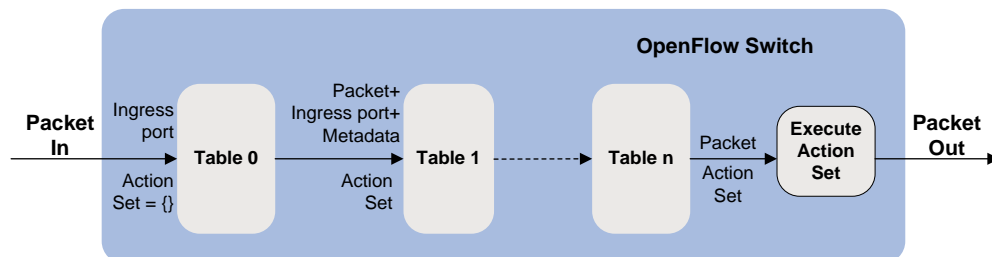 OpenFlow Switch
Packet
In
Ingress
port
Action
Set = {}
Table 0
Packet+
Ingress port+
Metadata
Action
Set
Table 1
Table n
Packet
Action
Set
Execute
Action
Set
Packet
Out